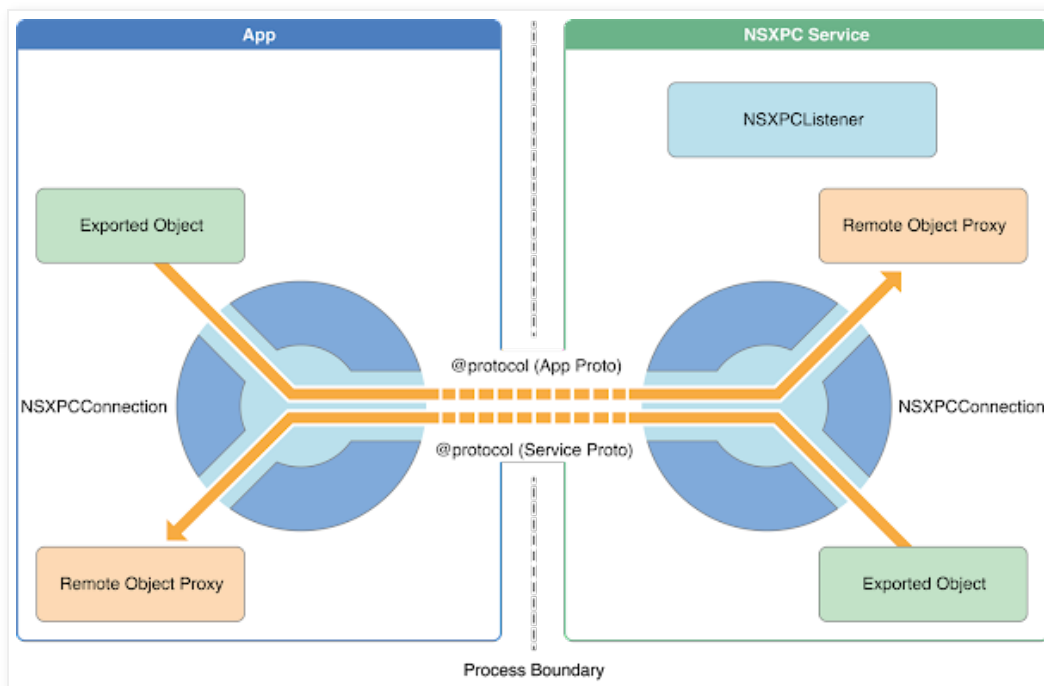 App
NSXPC Service
NSXPCListener
Exported Object
Remote Object Proxy
@protocol (App Proto)
NSXPCConnection
NSXPCConnection
@protocol (Service Proto)
Remote Object Proxy
Exported Object
Process Boundary